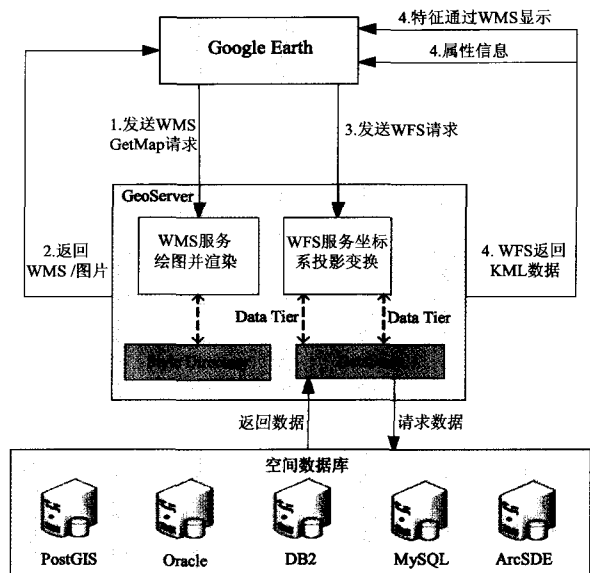 4.特征通过WMS显示
Google Earth
4.属性信息
1.发送WMS
GetMap请求
3.发送WFS请求
GeoServer
2.返回
WMS /图片
WMS服务
绘图并渲染
WFS服务坐标
系投影变换
4. WFS返回
KML数据
Data Tier
Data Tier
返回数据
请求数据
空间数据库
PostGIS
Oracle
DB2
MySQL
ArcSDE